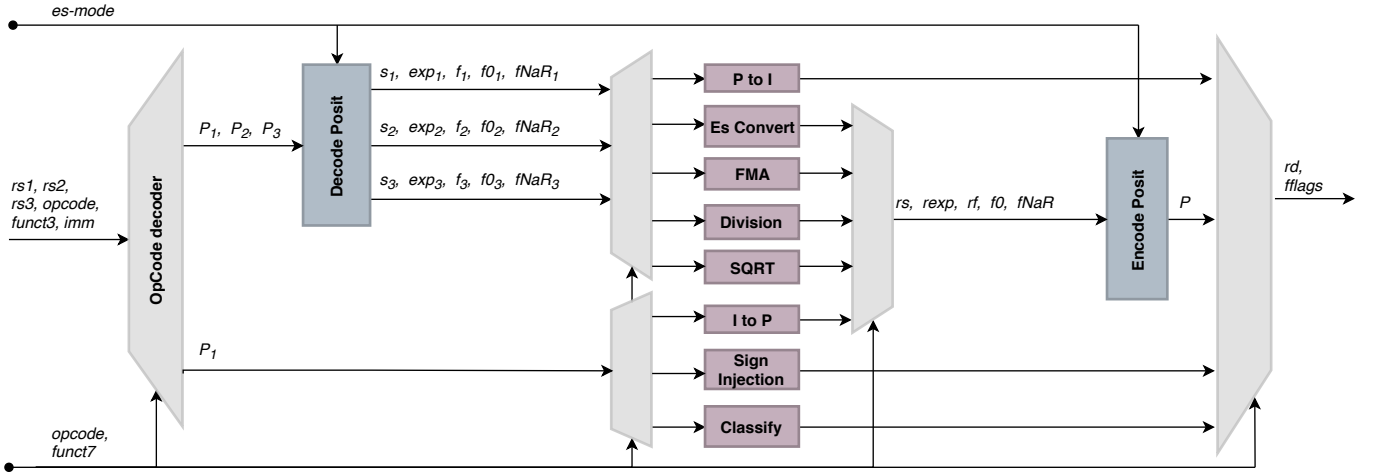 es-mode
rs1, rs2,
rs3, opcode,
funct3, imm
OpCode decoder
P1, P2, P3
P1
Decode Posit
s1, exp1, f1, f01, fNaR1
s2, exp2, f2, f02, fNaR2
s3, exp3, f3, f03, fNaR3
P to I
Es Convert
FMA
Division
SQRT
I to P
Sign
Injection
Classify
rs, rexp, rf, f0, fNaR
Encode Posit
P
rd,
fflags
opcode,
funct7